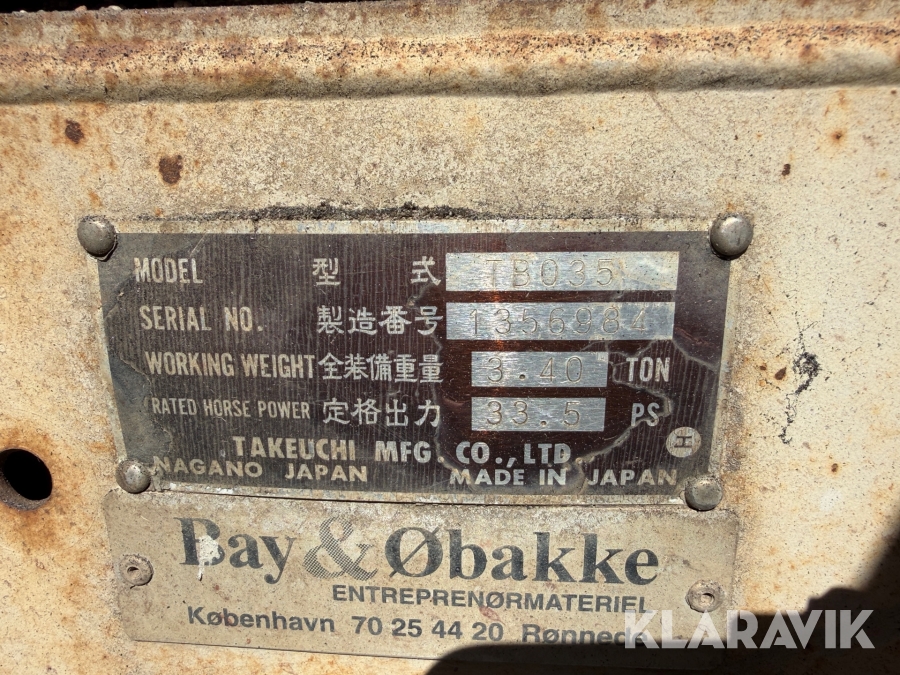 MODEL 型 式 TB035
SERIAL NO. 製造番号 1356984
WORKING WEIGHT 全装備重量 3.40 TON
RATED HORSE POWER 定格出力 33.5 PS
TAKEUCHI MFG. CO., LTD.
NAGANO JAPAN MADE IN JAPAN
Bay & Øbakke
ENTREPRENØRMATERIEL
København 70 25 44 20 Rønnede
KLARAVIK